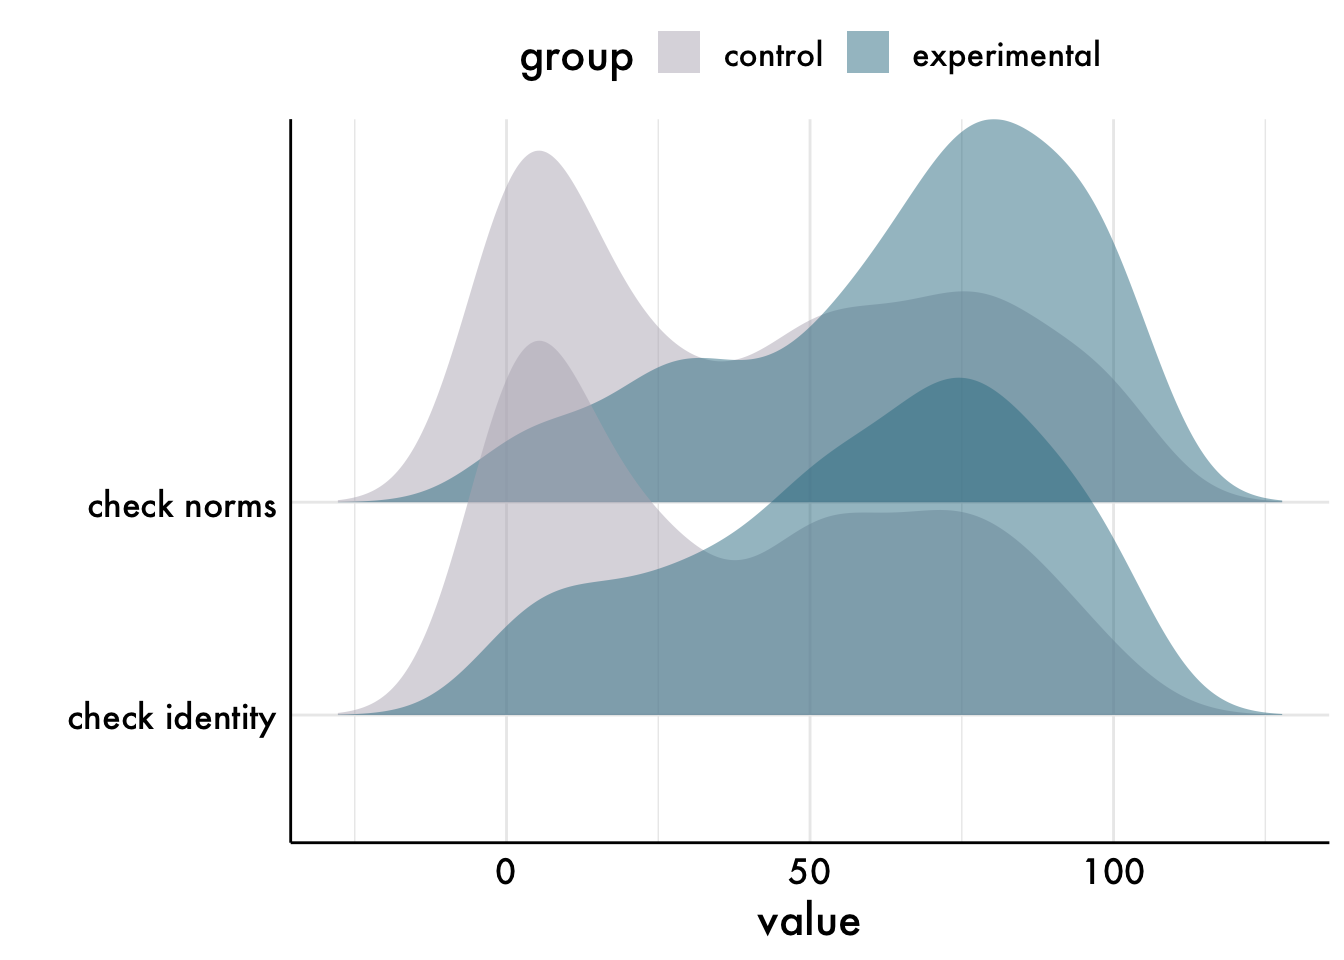 group control experimental
check norms
check identity
0 50 100
value